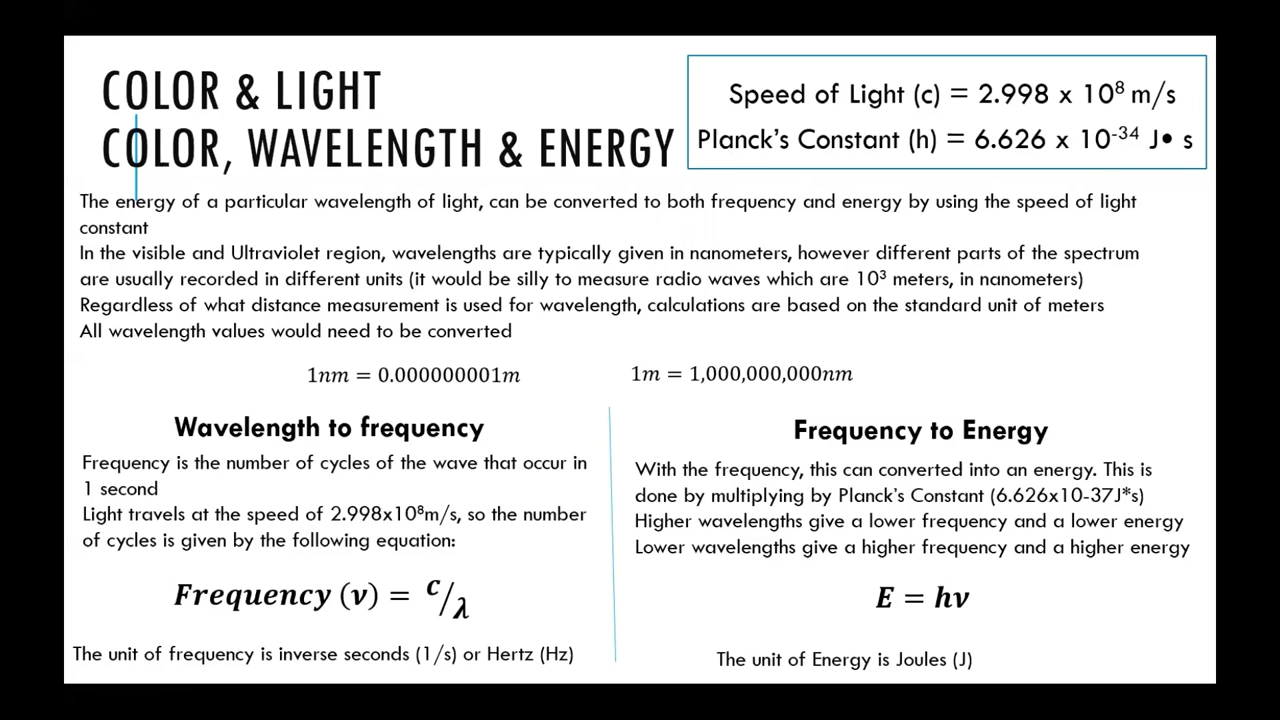 COLOR & LIGHT
COLOR, WAVELENGTH & ENERGY
Speed of Light (c) = 2.998 x 10⁸ m/s
Planck's Constant (h) = 6.626 x 10⁻³⁴ J• s
The energy of a particular wavelength of light, can be converted to both frequency and energy by using the speed of light
constant
In the visible and Ultraviolet region, wavelengths are typically given in nanometers, however different parts of the spectrum
are usually recorded in different units (it would be silly to measure radio waves which are 10³ meters, in nanometers)
Regardless of what distance measurement is used for wavelength, calculations are based on the standard unit of meters
All wavelength values would need to be converted
1nm = 0.000000001m
1m = 1,000,000,000nm
Wavelength to frequency
Frequency is the number of cycles of the wave that occur in
1 second
Light travels at the speed of 2.998x10⁸m/s, so the number
of cycles is given by the following equation:
Frequency (ν) = c/λ
The unit of frequency is inverse seconds (1/s) or Hertz (Hz)
Frequency to Energy
With the frequency, this can converted into an energy. This is
done by multiplying by Planck's Constant (6.626x10-37J*s)
Higher wavelengths give a lower frequency and a lower energy
Lower wavelengths give a higher frequency and a higher energy
E = hν
The unit of Energy is Joules (J)